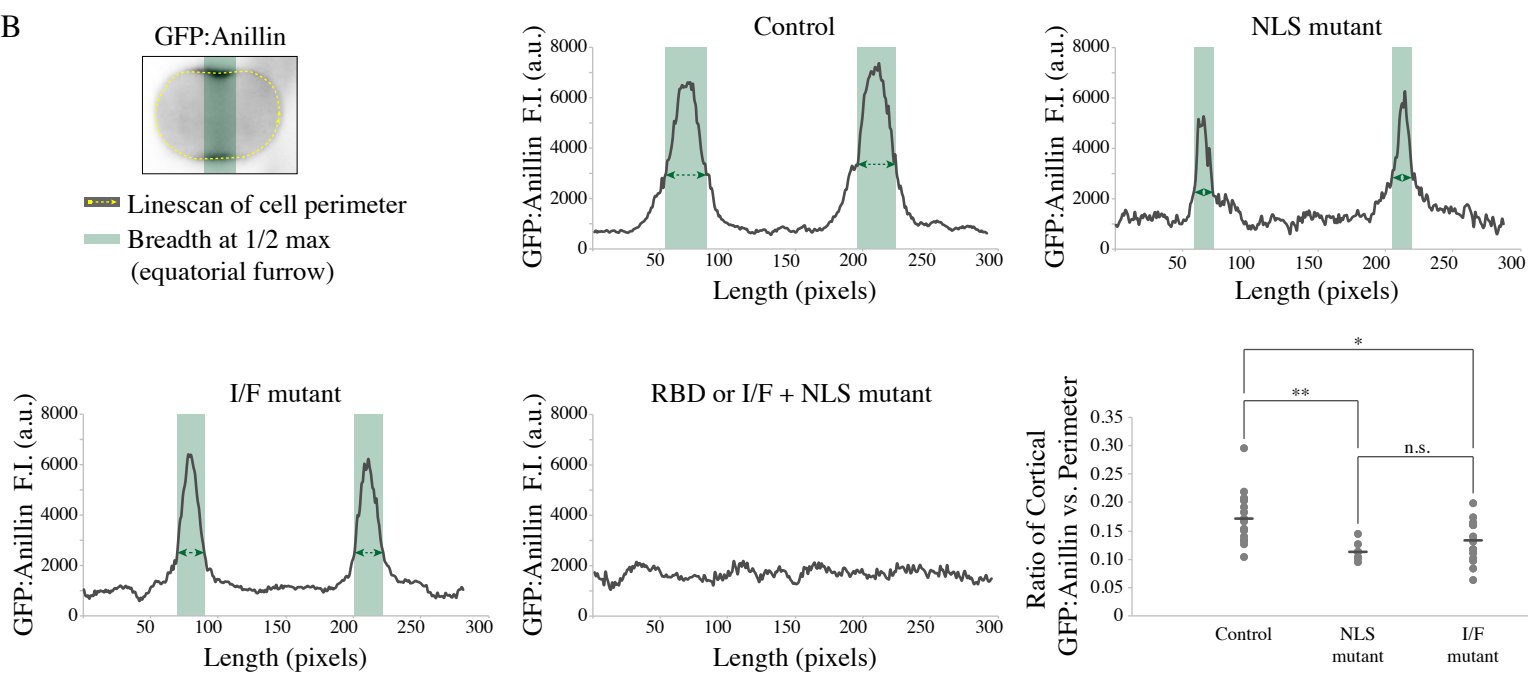 B
GFP:Anillin
Linescan of cell perimeter
Breadth at 1/2 max
(equatorial furrow)
Control
GFP:Anillin F.I. (a.u.)
8000
6000
4000
2000
0
50 100 150 200 250 300
Length (pixels)
NLS mutant
GFP:Anillin F.I. (a.u.)
8000
6000
4000
2000
0
50 100 150 200 250 300
Length (pixels)
I/F mutant
GFP:Anillin F.I. (a.u.)
8000
6000
4000
2000
0
50 100 150 200 250 300
Length (pixels)
RBD or I/F + NLS mutant
GFP:Anillin F.I. (a.u.)
8000
6000
4000
2000
0
50 100 150 200 250 300
Length (pixels)
Ratio of Cortical
GFP:Anillin vs. Perimeter
*
**
n.s.
0.35
0.30
0.25
0.20
0.15
0.10
0.05
0
Control
NLS
mutant
I/F
mutant